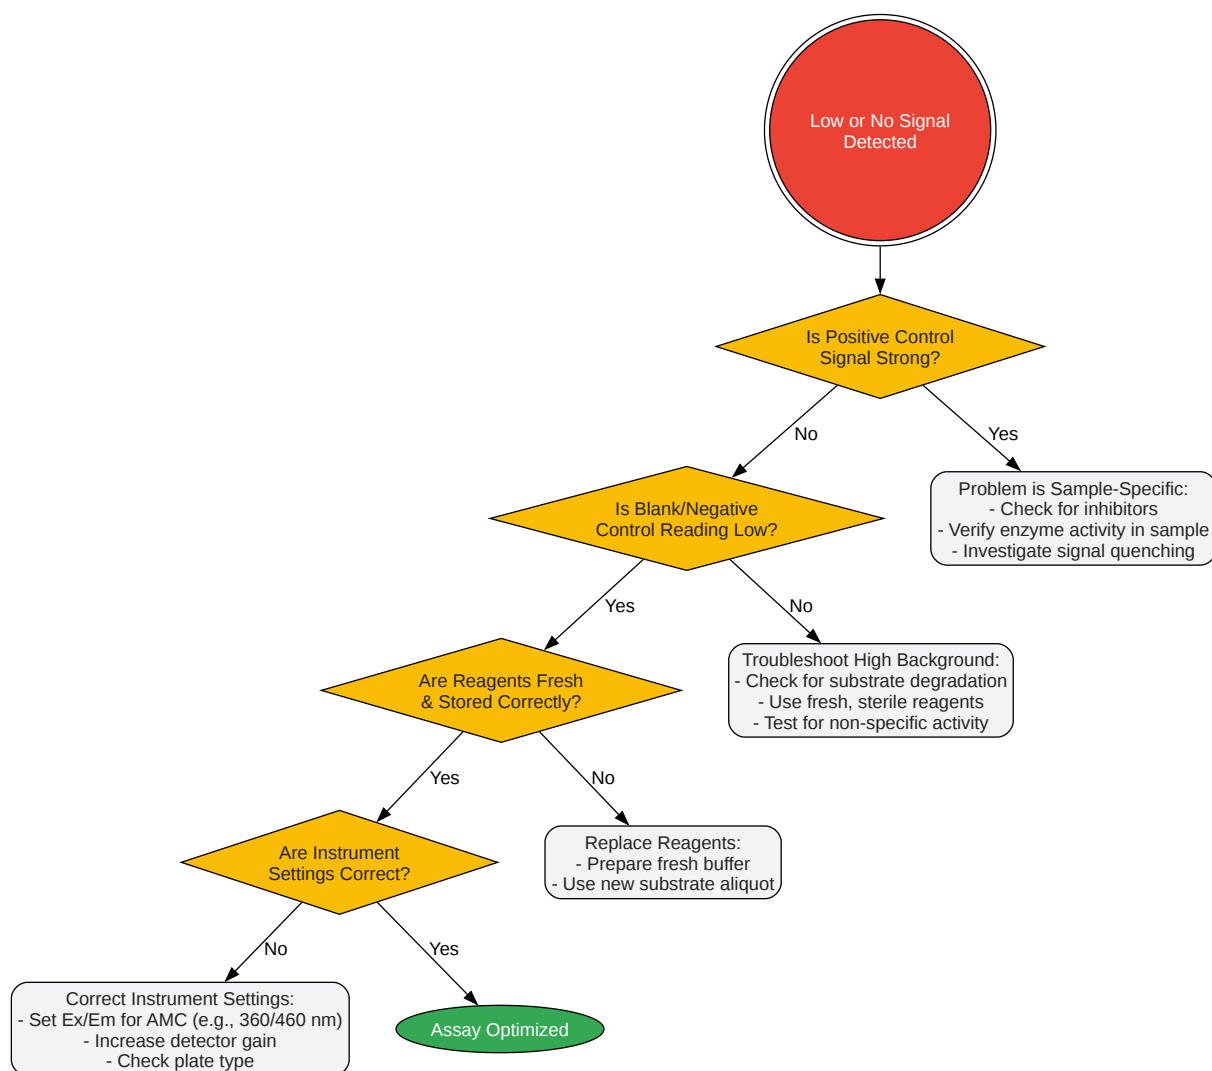 Low or No Signal
Detected
Is Positive Control
Signal Strong?
No
Yes
Is Blank/Negative
Control Reading Low?
Problem is Sample-Specific:
- Check for inhibitors
- Verify enzyme activity in sample
- Investigate signal quenching
Yes
No
Are Reagents Fresh
& Stored Correctly?
Troubleshoot High Background:
- Check for substrate degradation
- Use fresh, sterile reagents
- Test for non-specific activity
Yes
No
Are Instrument
Settings Correct?
Replace Reagents:
- Prepare fresh buffer
- Use new substrate aliquot
No
Yes
Correct Instrument Settings:
- Set Ex/Em for AMC (e.g., 360/460 nm)
- Increase detector gain
- Check plate type
Assay Optimized